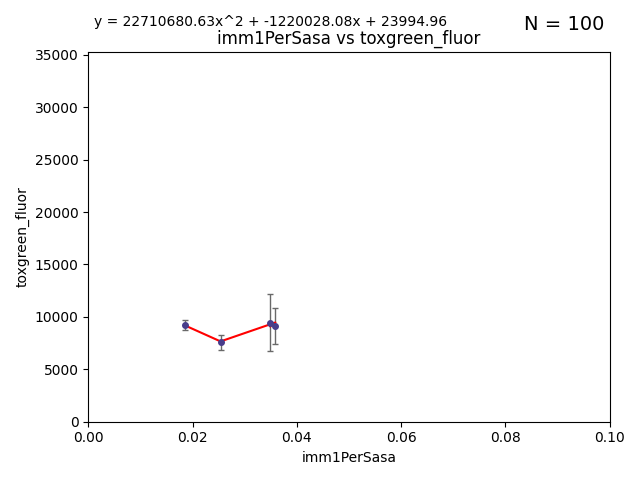 y = 22710680.63x^2 + -1220028.08x + 23994.96
N = 100
imm1PerSasa vs toxgreen_fluor
35000
30000
25000
20000
15000
10000
5000
0
toxgreen_fluor
0.00 0.02 0.04 0.06 0.08 0.10
imm1PerSasa